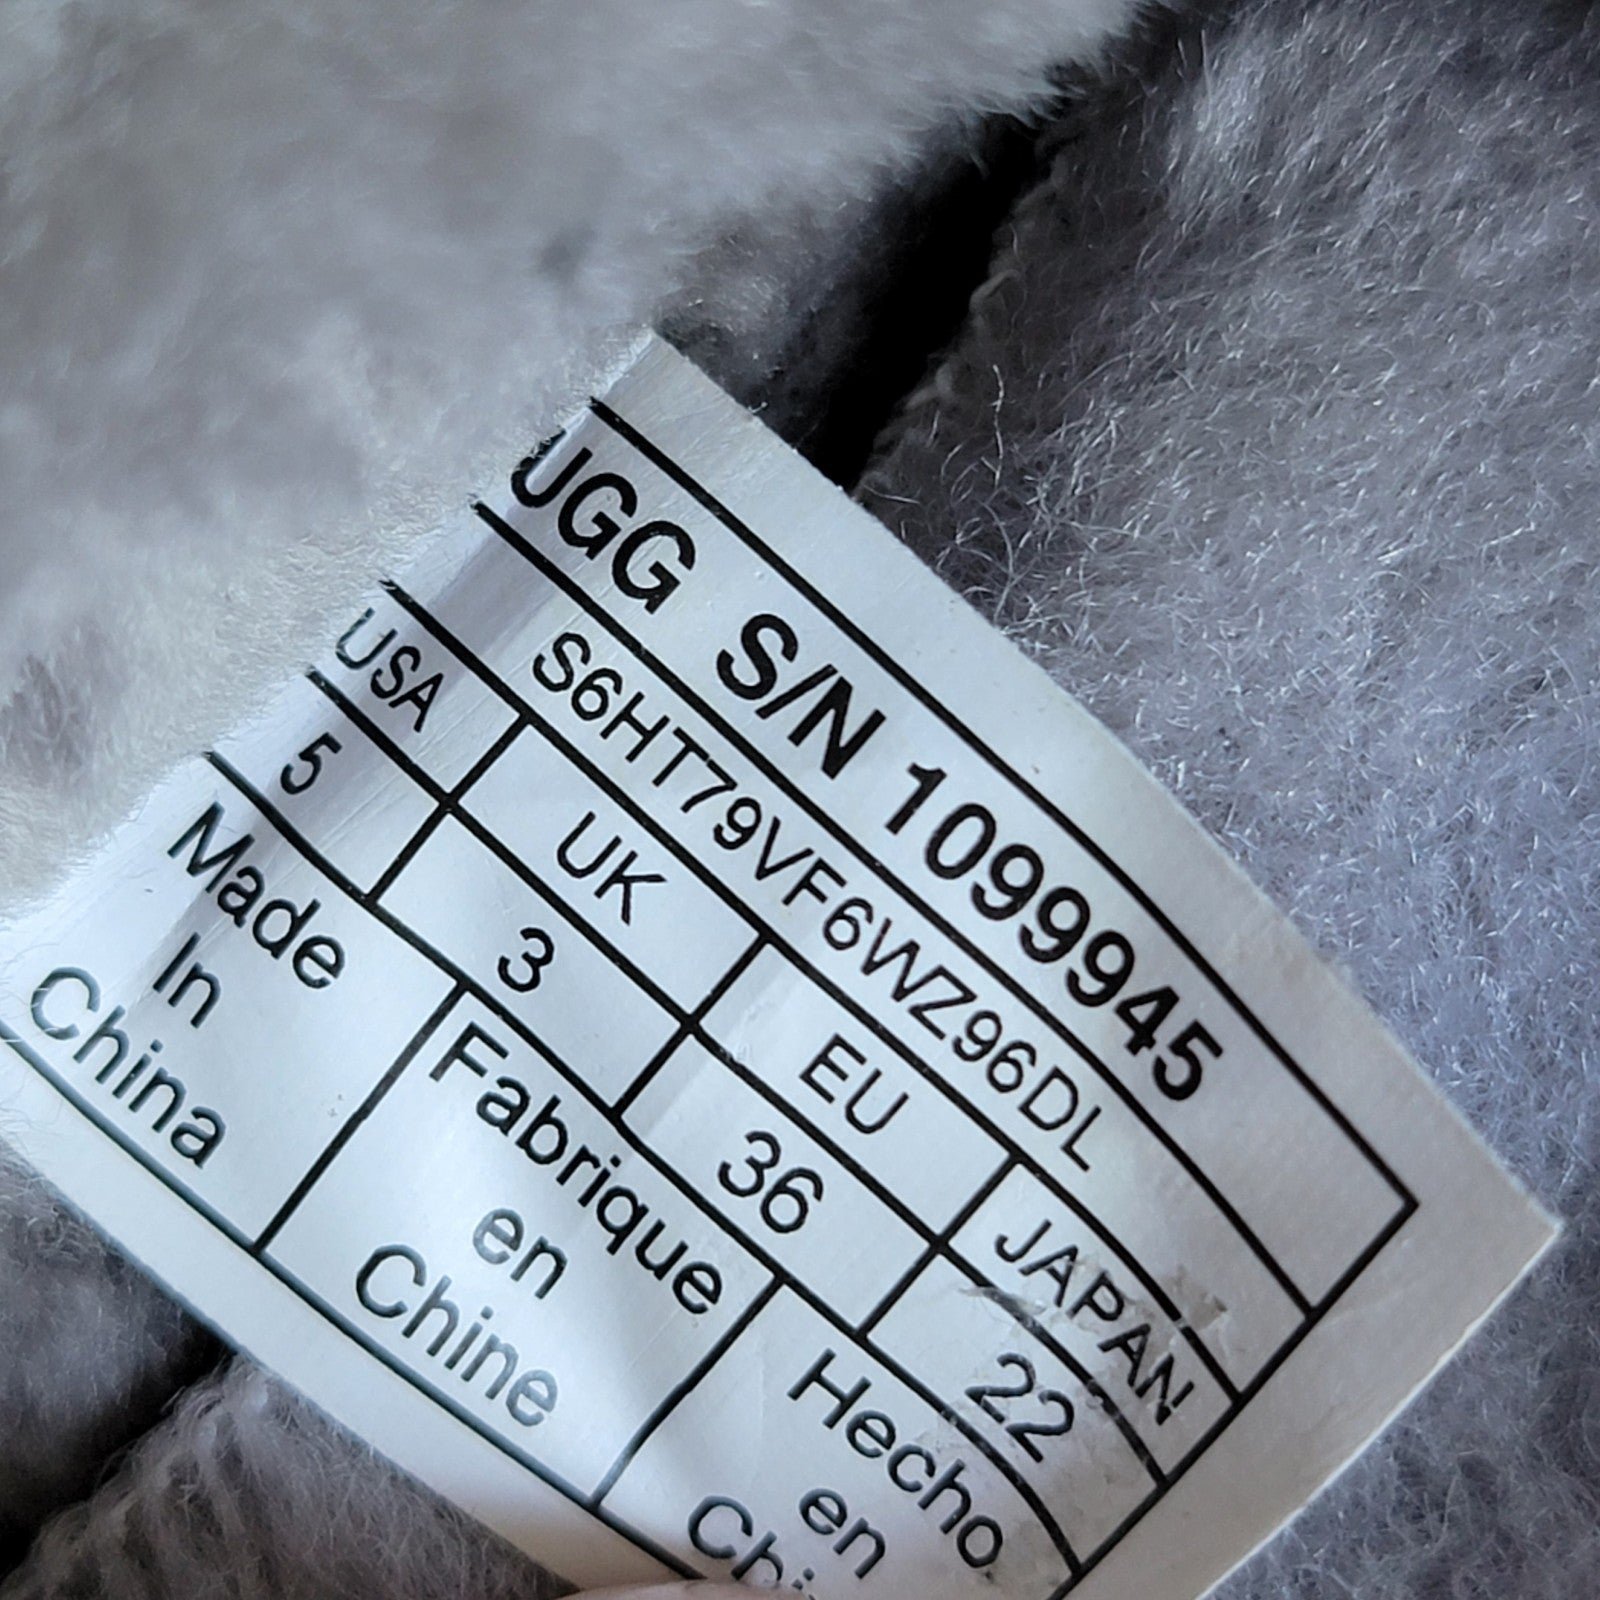 UGG S/N 1099945
S6HT79VF6WZ96DL
USA UK EU JAPAN
5 3 36 22
Made Fabrique Hecho
In en en
China Chine